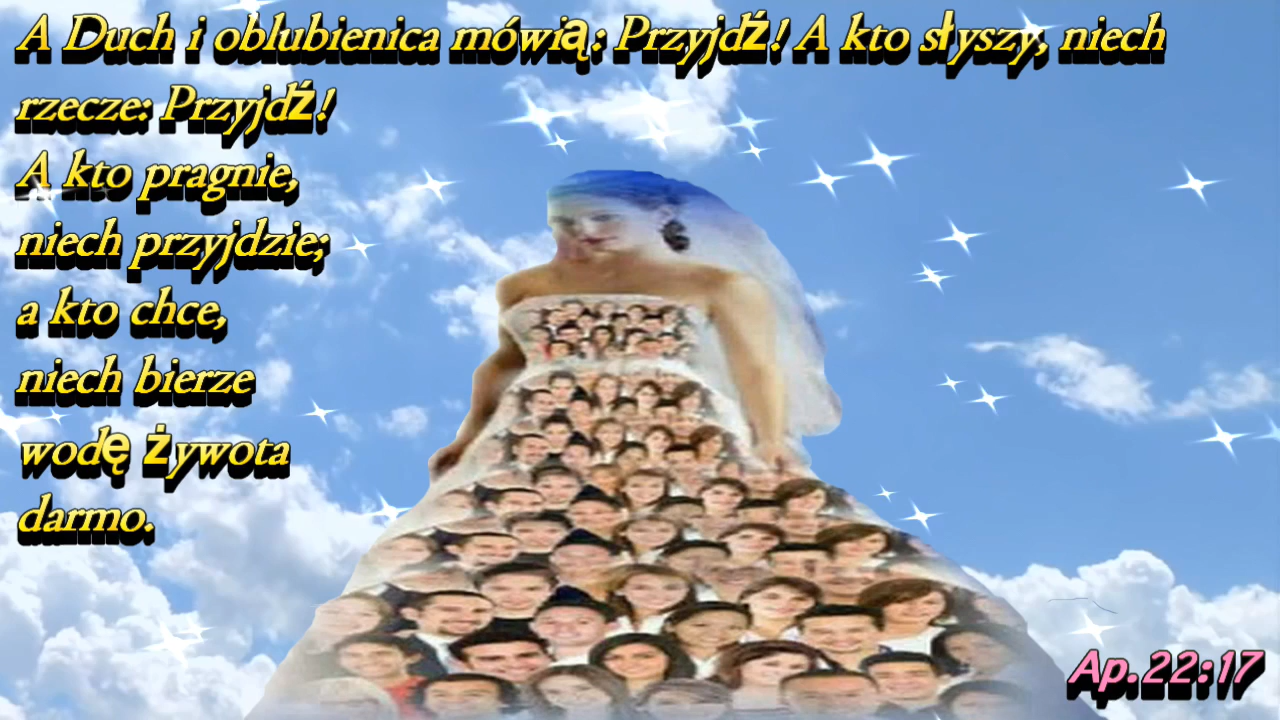 A Duch i oblubienica mówią: Przyjdź! A kto słyszy, niech
rzecze: Przyjdź!
A kto pragnie,
niech przyjdzie;
a kto chce,
niech bierze
wodę żywota
darmo.
Ap.22:17